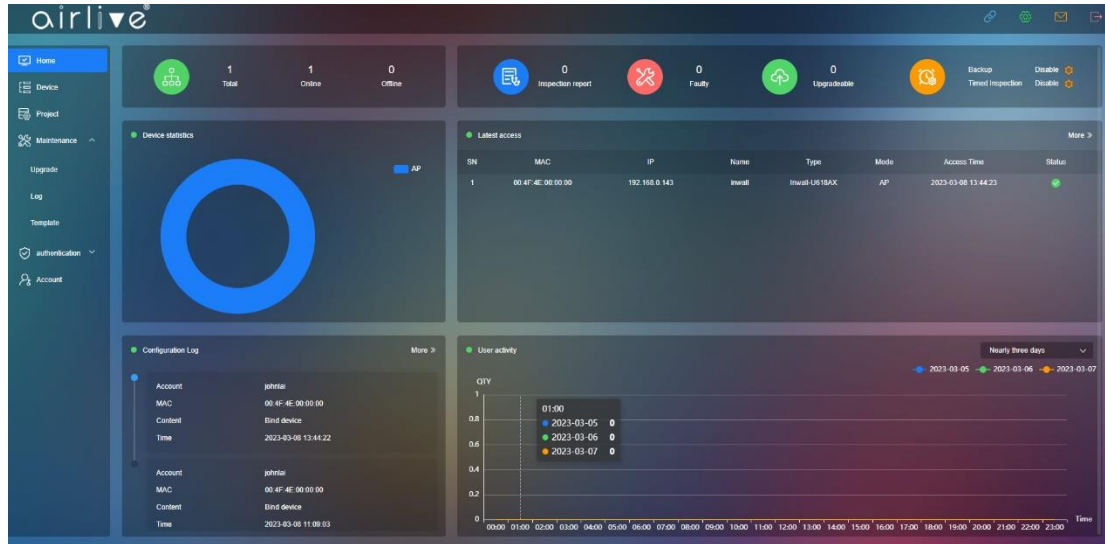 airlive®
Home
Device
Project
Maintenance
Upgrade
Log
Template
authentication
Account
1 1 0
Total Online Offline
0 0 0
Inspection report Faulty Upgradeable
Backup Disable
Timed Inspection Disable
Device statistics
AP
Latest access More »
SN MAC IP Name Type Mode Access Time Status
1 00:4F:4E:00:00:00 192.168.0.143 inwall Inwall-U618AX AP 2023-03-08 13:44:23
Configuration Log More »
Account johnlai
MAC 00:4F:4E:00:00:00
Content Bind device
Time 2023-03-08 13:44:22
Account johnlai
MAC 00:4F:4E:00:00:00
Content Bind device
Time 2023-03-08 11:09:03
User activity Nearly three days
2023-03-05 2023-03-06 2023-03-07
QTY
1
0.8
0.6
0.4
0.2
0
01:00
2023-03-05 0
2023-03-06 0
2023-03-07 0
Time
00:00 01:00 02:00 03:00 04:00 05:00 06:00 07:00 08:00 09:00 10:00 11:00 12:00 13:00 14:00 15:00 16:00 17:00 18:00 19:00 20:00 21:00 22:00 23:00